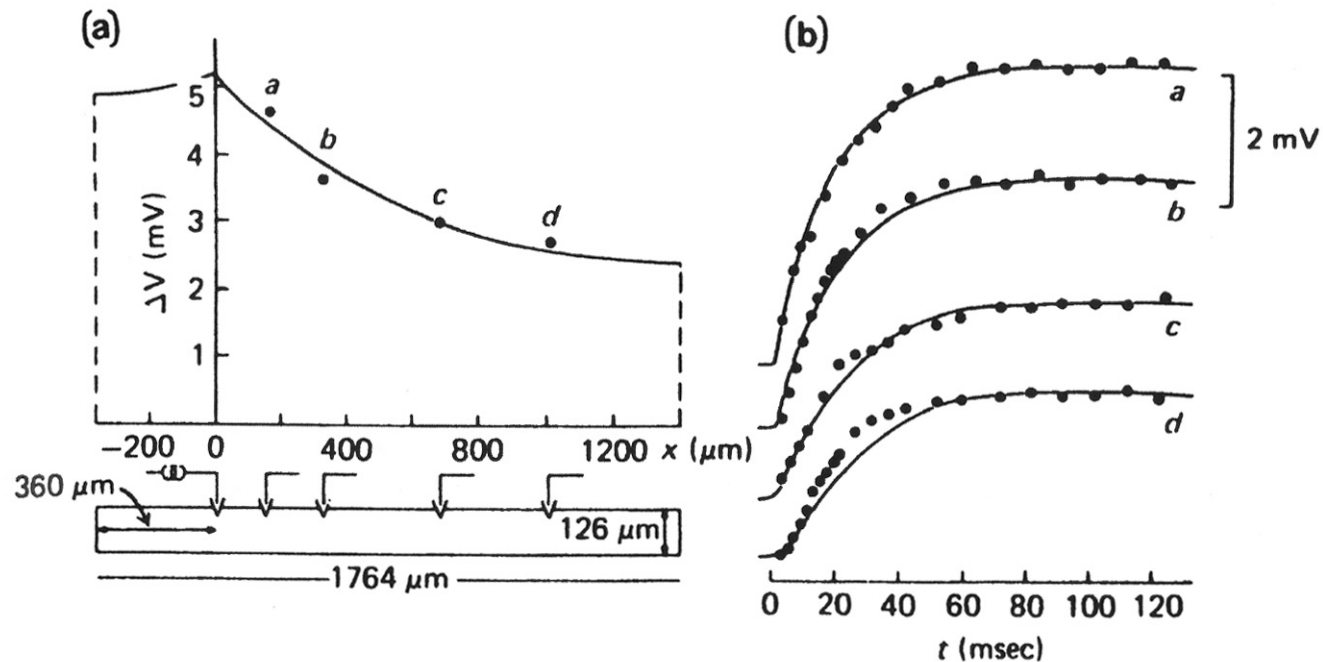 (a)
5
4
3
2
1
ΔV (mV)
a
b
c
d
−200 0 400 800 1200 x (μm)
360 μm
126 μm
1764 μm
(b)
a
b
c
d
2 mV
0 20 40 60 80 100 120
t (msec)